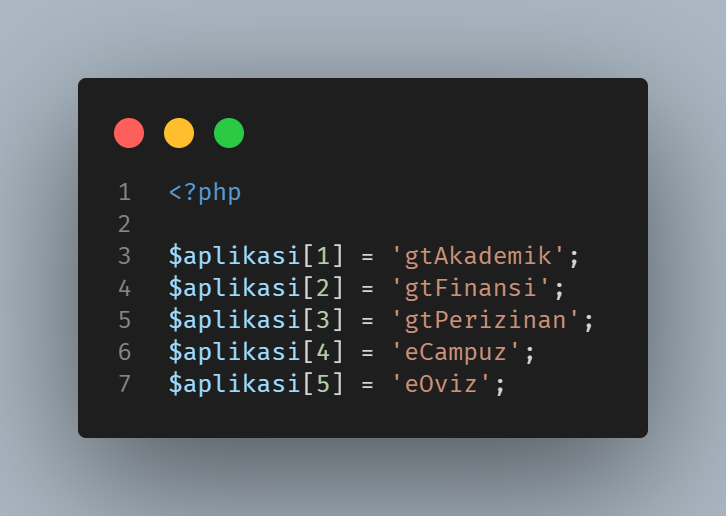 1 <?php
2
3 $aplikasi[1] = 'gtAkademik';
4 $aplikasi[2] = 'gtFinansi';
5 $aplikasi[3] = 'gtPerizinan';
6 $aplikasi[4] = 'eCampuz';
7 $aplikasi[5] = 'eOviz';